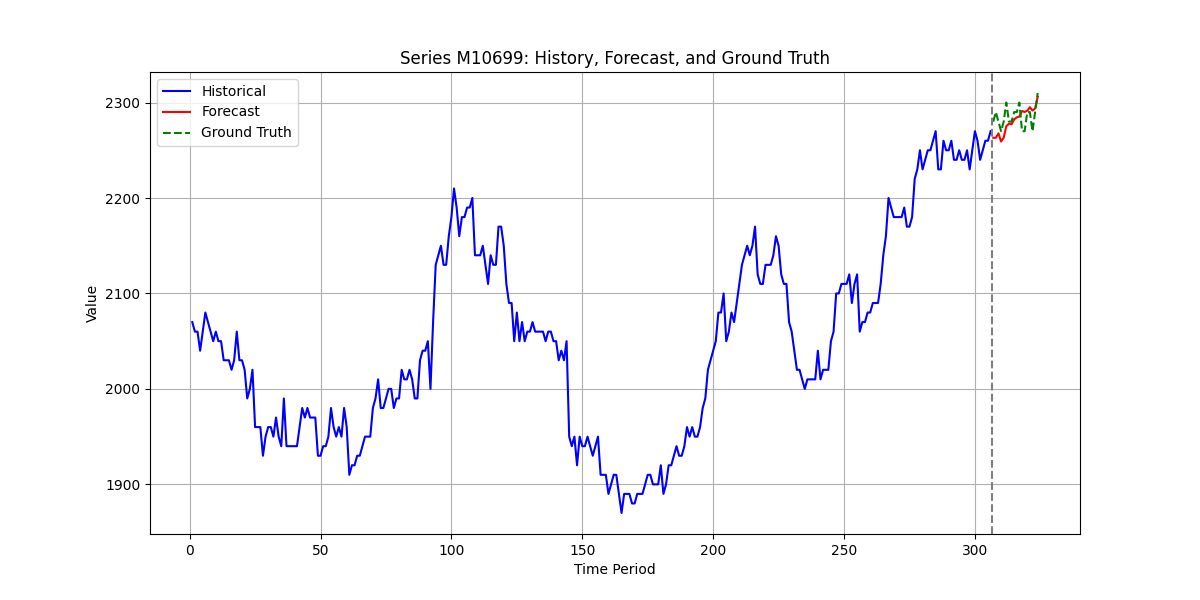 Series M10699: History, Forecast, and Ground Truth
Historical
Forecast
Ground Truth
2300
2200
2100
2000
1900
Value
0 50 100 150 200 250 300
Time Period